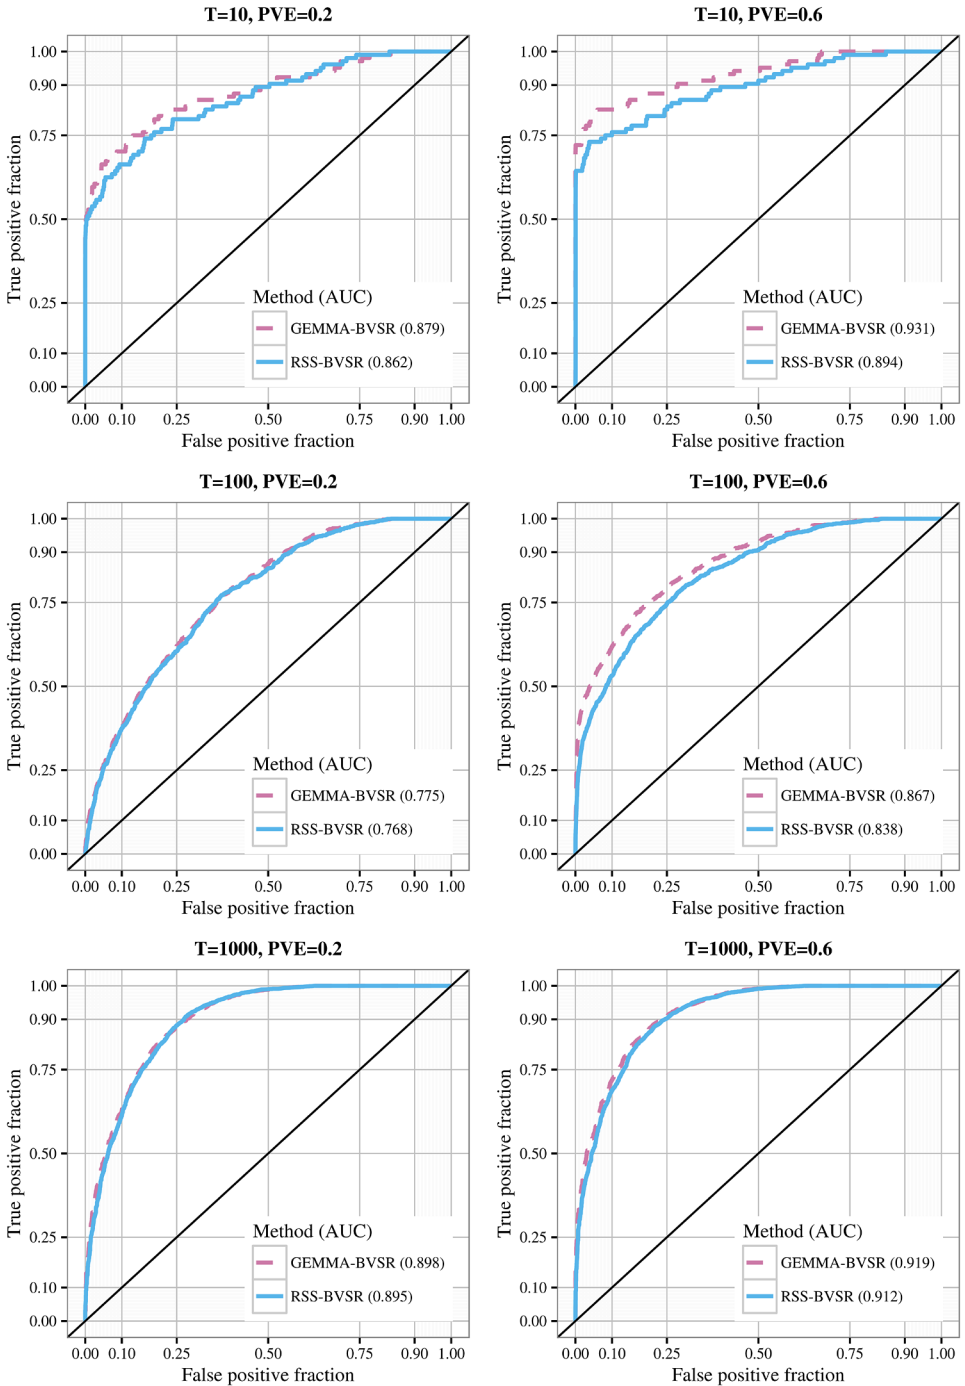 T=10, PVE=0.2
1.00
0.90
0.75
0.50
0.25
0.10
0.00
True positive fraction
Method (AUC)
GEMMA-BVSR (0.879)
RSS-BVSR (0.862)
0.00 0.10 0.25 0.50 0.75 0.90 1.00
False positive fraction
T=10, PVE=0.6
1.00
0.90
0.75
0.50
0.25
0.10
0.00
True positive fraction
Method (AUC)
GEMMA-BVSR (0.931)
RSS-BVSR (0.894)
0.00 0.10 0.25 0.50 0.75 0.90 1.00
False positive fraction
T=100, PVE=0.2
1.00
0.90
0.75
0.50
0.25
0.10
0.00
True positive fraction
Method (AUC)
GEMMA-BVSR (0.775)
RSS-BVSR (0.768)
0.00 0.10 0.25 0.50 0.75 0.90 1.00
False positive fraction
T=100, PVE=0.6
1.00
0.90
0.75
0.50
0.25
0.10
0.00
True positive fraction
Method (AUC)
GEMMA-BVSR (0.867)
RSS-BVSR (0.838)
0.00 0.10 0.25 0.50 0.75 0.90 1.00
False positive fraction
T=1000, PVE=0.2
1.00
0.90
0.75
0.50
0.25
0.10
0.00
True positive fraction
Method (AUC)
GEMMA-BVSR (0.898)
RSS-BVSR (0.895)
0.00 0.10 0.25 0.50 0.75 0.90 1.00
False positive fraction
T=1000, PVE=0.6
1.00
0.90
0.75
0.50
0.25
0.10
0.00
True positive fraction
Method (AUC)
GEMMA-BVSR (0.919)
RSS-BVSR (0.912)
0.00 0.10 0.25 0.50 0.75 0.90 1.00
False positive fraction